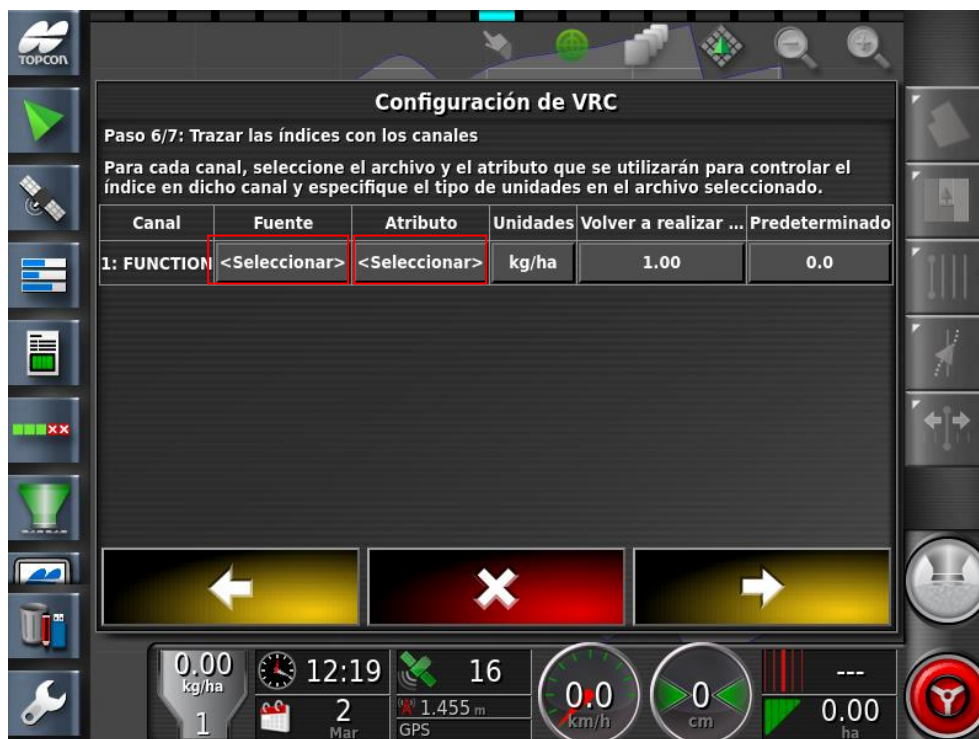 TOPCON
Configuración de VRC
Paso 6/7: Trazar las índices con los canales
Para cada canal, seleccione el archivo y el atributo que se utilizarán para controlar el
índice en dicho canal y especifique el tipo de unidades en el archivo seleccionado.
Canal Fuente Atributo Unidades Volver a realizar ... Predeterminado
1: FUNCTION <Seleccionar> <Seleccionar> kg/ha 1.00 0.0
0.00
kg/ha
1
12:19
2
Mar
16
1.455 m
GPS
0.0
km/h
0
cm
---
0.00
ha